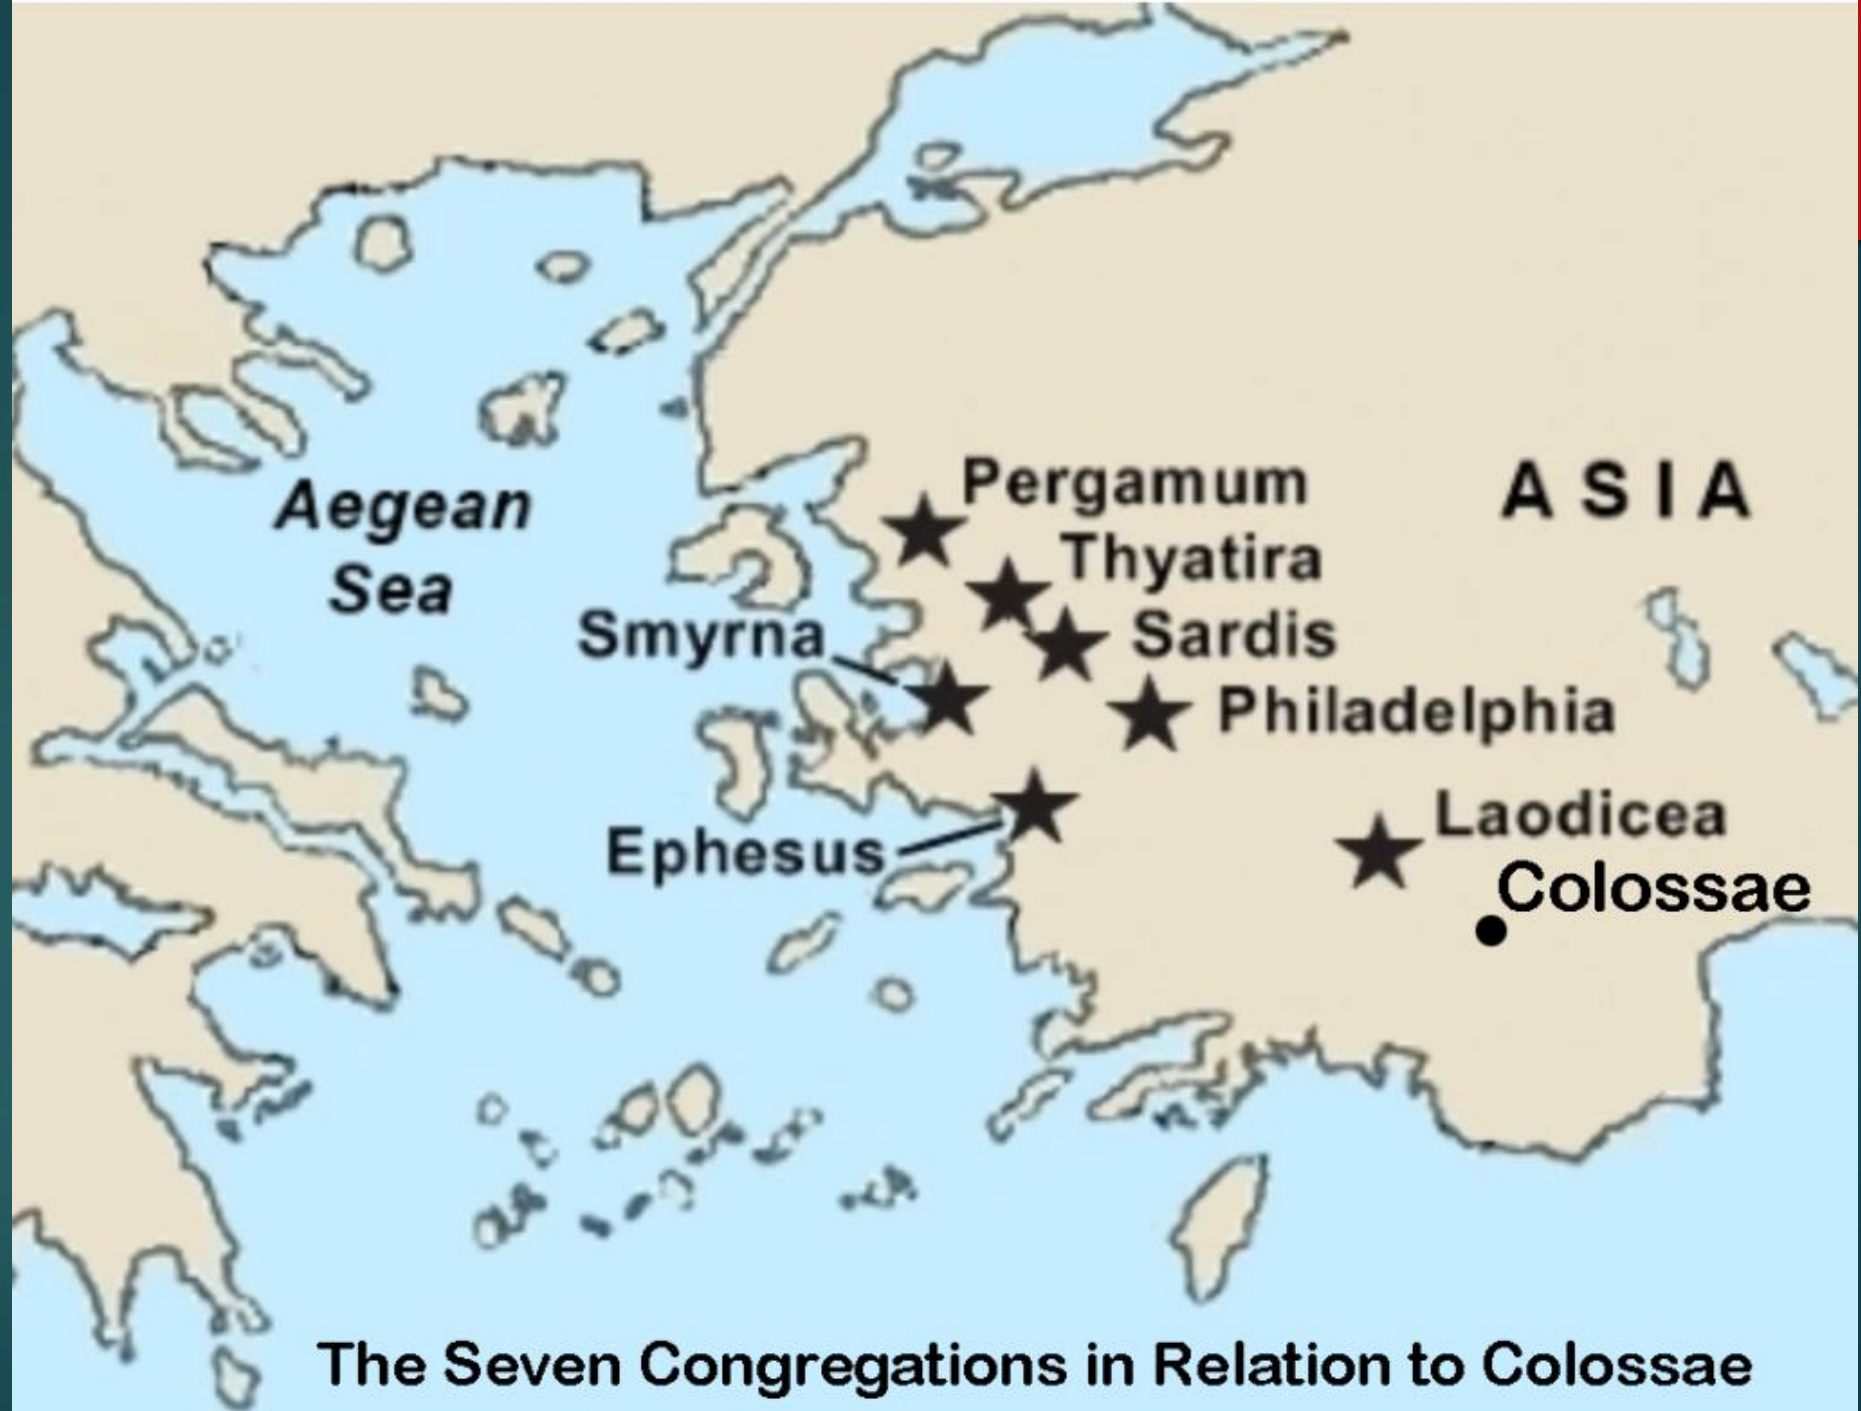 Pergamum
ASIA
Aegean
Sea
Thyatira
Smyrna
Sardis
Philadelphia
Ephesus
Laodicea
Colossae
The Seven Congregations in Relation to Colossae